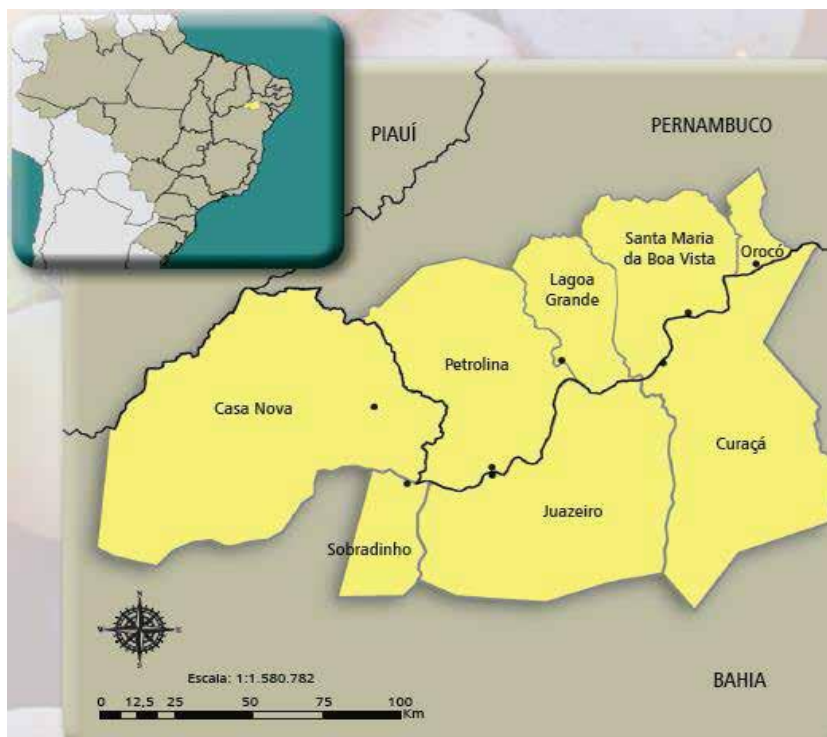 PIAUÍ
PERNAMBUCO
Santa Maria
da Boa Vista
Orocó
Lagoa
Grande
Petrolina
Casa Nova
Curaçá
Juazeiro
Sobradinho
Escala: 1:1.580.782
0 12,5 25 50 75 100
Km
BAHIA